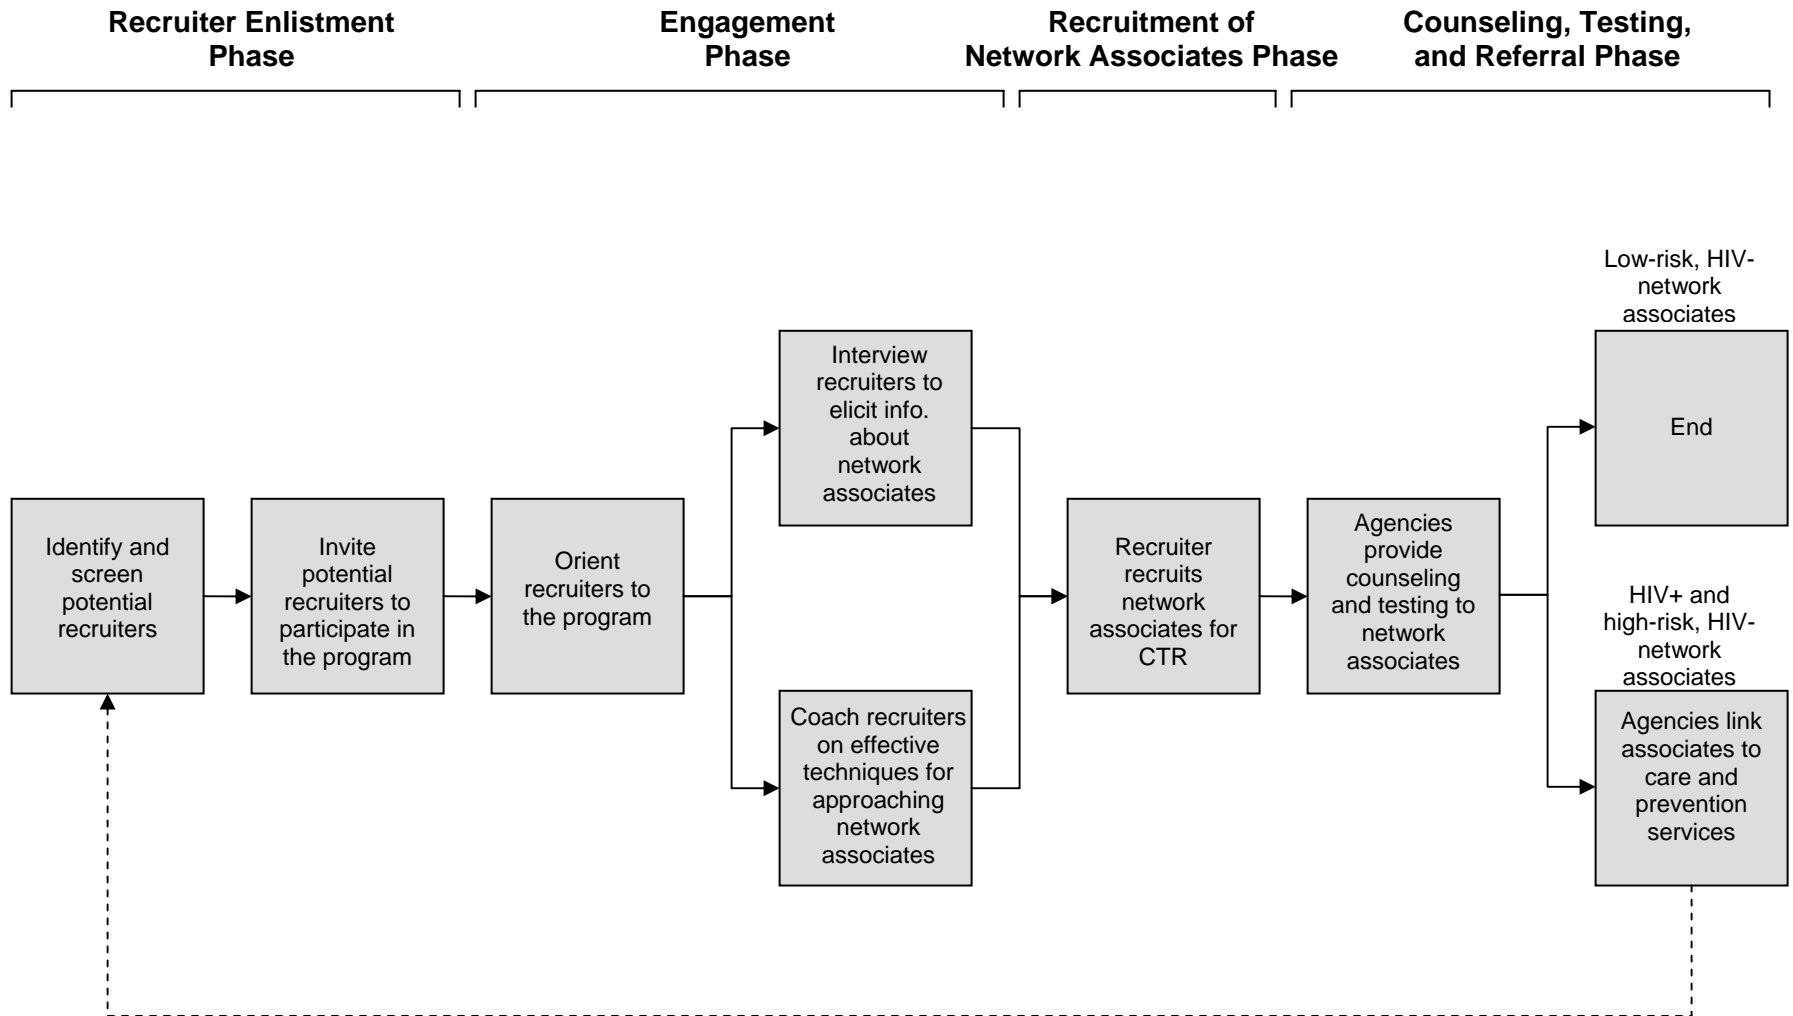 Recruiter Enlistment
Phase
Engagement
Phase
Recruitment of
Network Associates Phase
Counseling, Testing,
and Referral Phase
Identify and
screen
potential
recruiters
Invite
potential
recruiters to
participate in
the program
Orient
recruiters to
the program
Interview
recruiters to
elicit info.
about
network
associates
Coach recruiters
on effective
techniques for
approaching
network
associates
Recruiter
recruits
network
associates for
CTR
Agencies
provide
counseling
and testing to
network
associates
Low-risk, HIV-
network
associates
End
HIV+ and
high-risk, HIV-
network
associates
Agencies link
associates to
care and
prevention
services